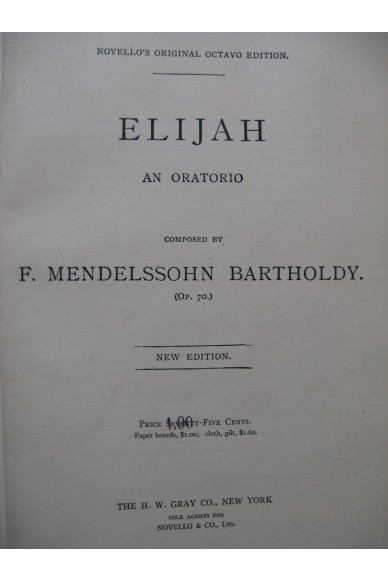 NOVELLO'S ORIGINAL OCTAVO EDITION.
ELIJAH
AN ORATORIO
COMPOSED BY
F. MENDELSSOHN BARTHOLDY.
(Op. 70.)
NEW EDITION.
1.00
Price Seventy-Five Cents.
Paper boards, $1.00; cloth, gilt, $1.60.
THE H. W. GRAY CO., NEW YORK
SOLE AGENTS FOR
NOVELLO & CO., Ltd.